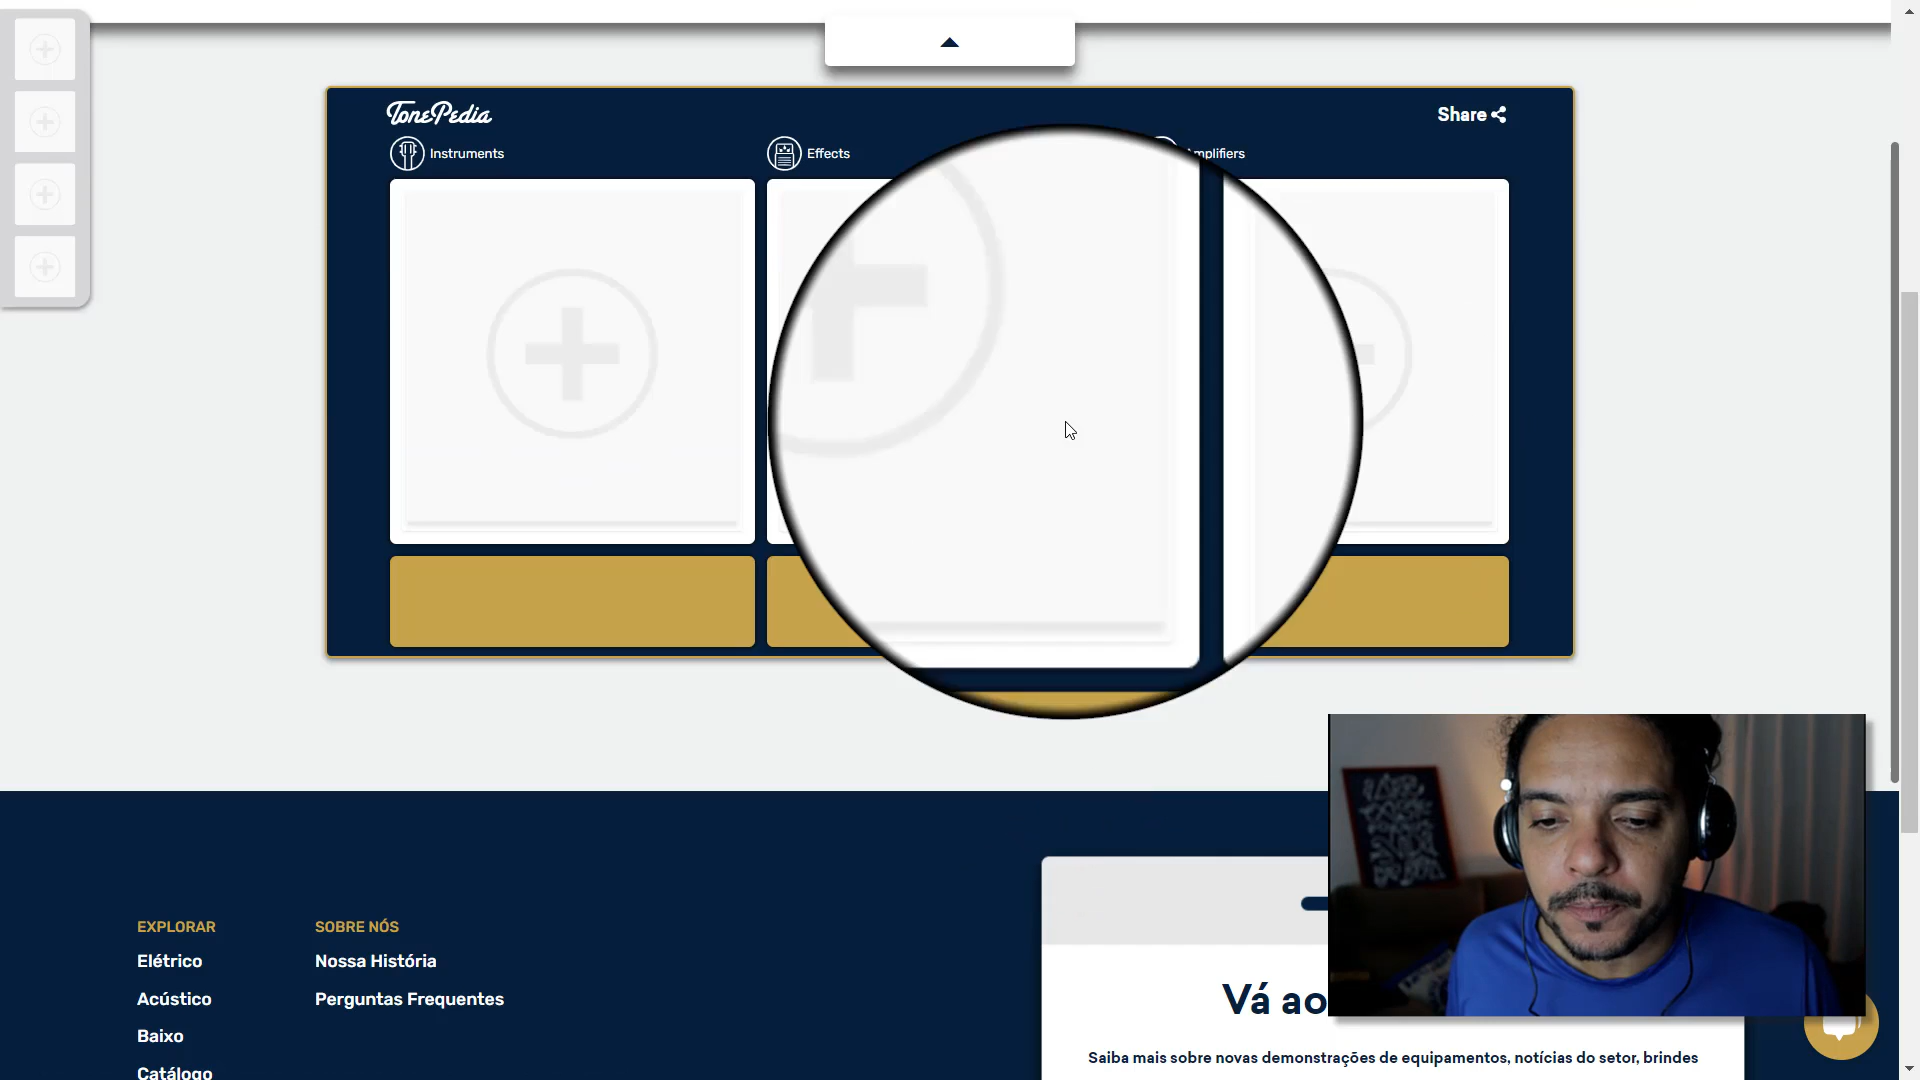 TonePedia
Share
Instruments
Effects
mplifiers
EXPLORAR
SOBRE NÓS
Elétrico
Nossa História
Acústico
Perguntas Frequentes
Baixo
Catálogo
Vá ao
Saiba mais sobre novas demonstrações de equipamentos, notícias do setor, brindes